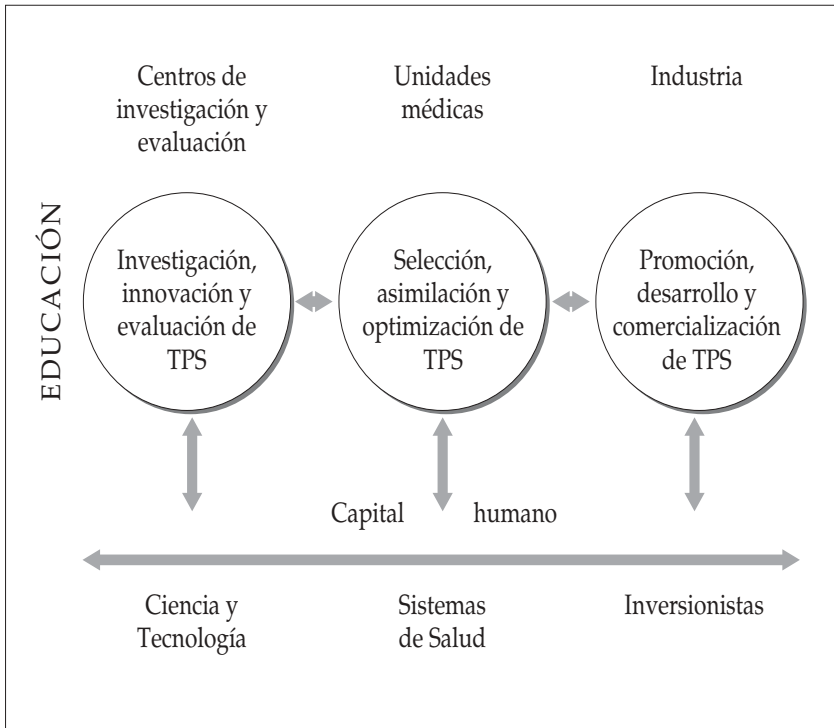 Centros de
investigación y
evaluación
Unidades
médicas
Industria
EDUCACIÓN
Investigación,
innovación y
evaluación de
TPS
Selección,
asimilación y
optimización de
TPS
Promoción,
desarrollo y
comercialización
de TPS
Capital humano
Ciencia y
Tecnología
Sistemas
de Salud
Inversionistas